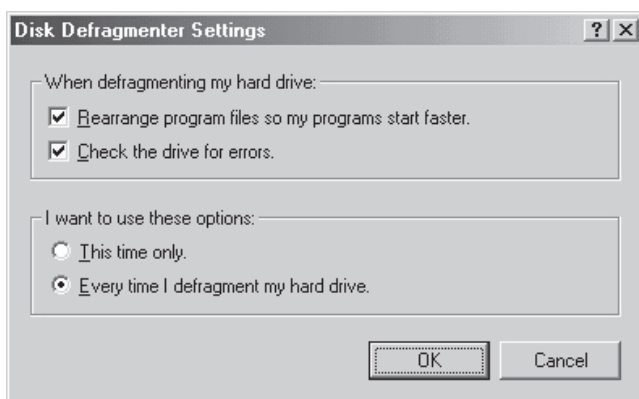 Disk Defragmenter Settings
When defragmenting my hard drive:
Rearrange program files so my programs start faster.
Check the drive for errors.
I want to use these options:
This time only.
Every time I defragment my hard drive.
OK Cancel